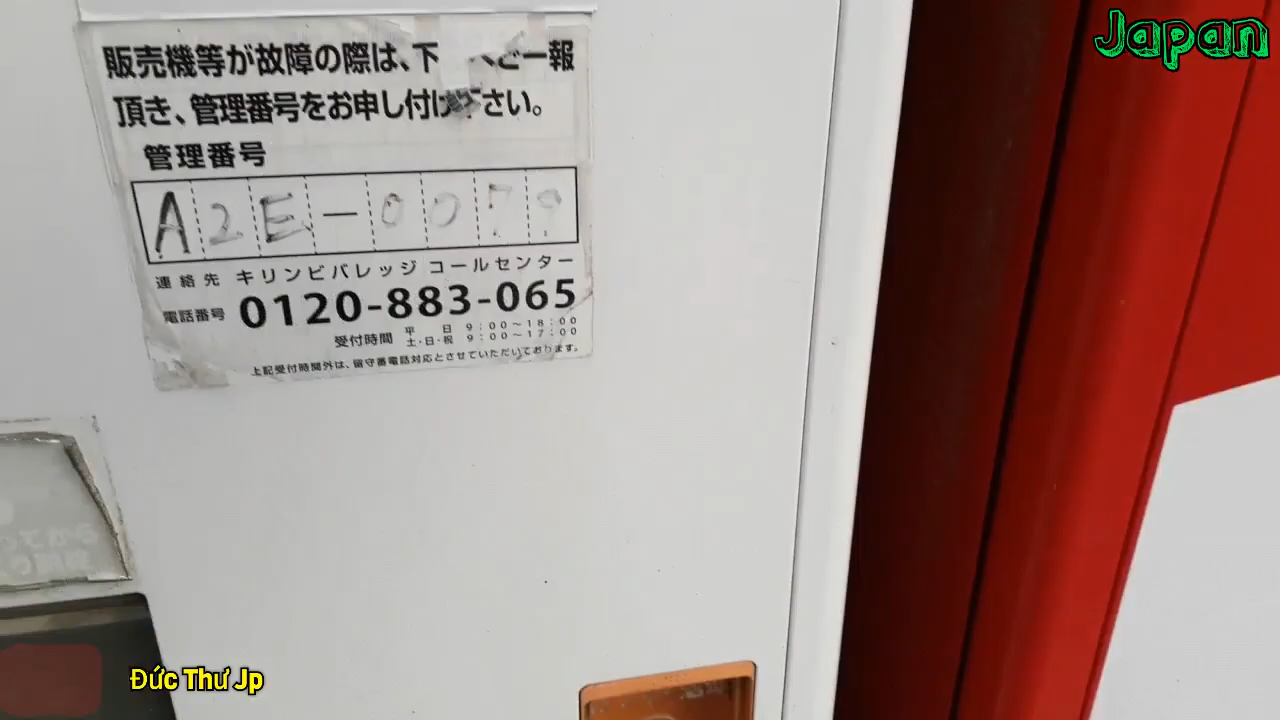 Japan
販売機等が故障の際は、下 へご一報
頂き、管理番号をお申し付け下さい。
管理番号
A2E-00
連絡先 キリンビバレッジ コールセンター
電話番号 0120-883-065
受付時間 平日 9:00〜18:00
土・日・祝 9:00〜17:00
上記受付時間外は、留守番電話対応とさせていただいております。
Đức Thư Jp